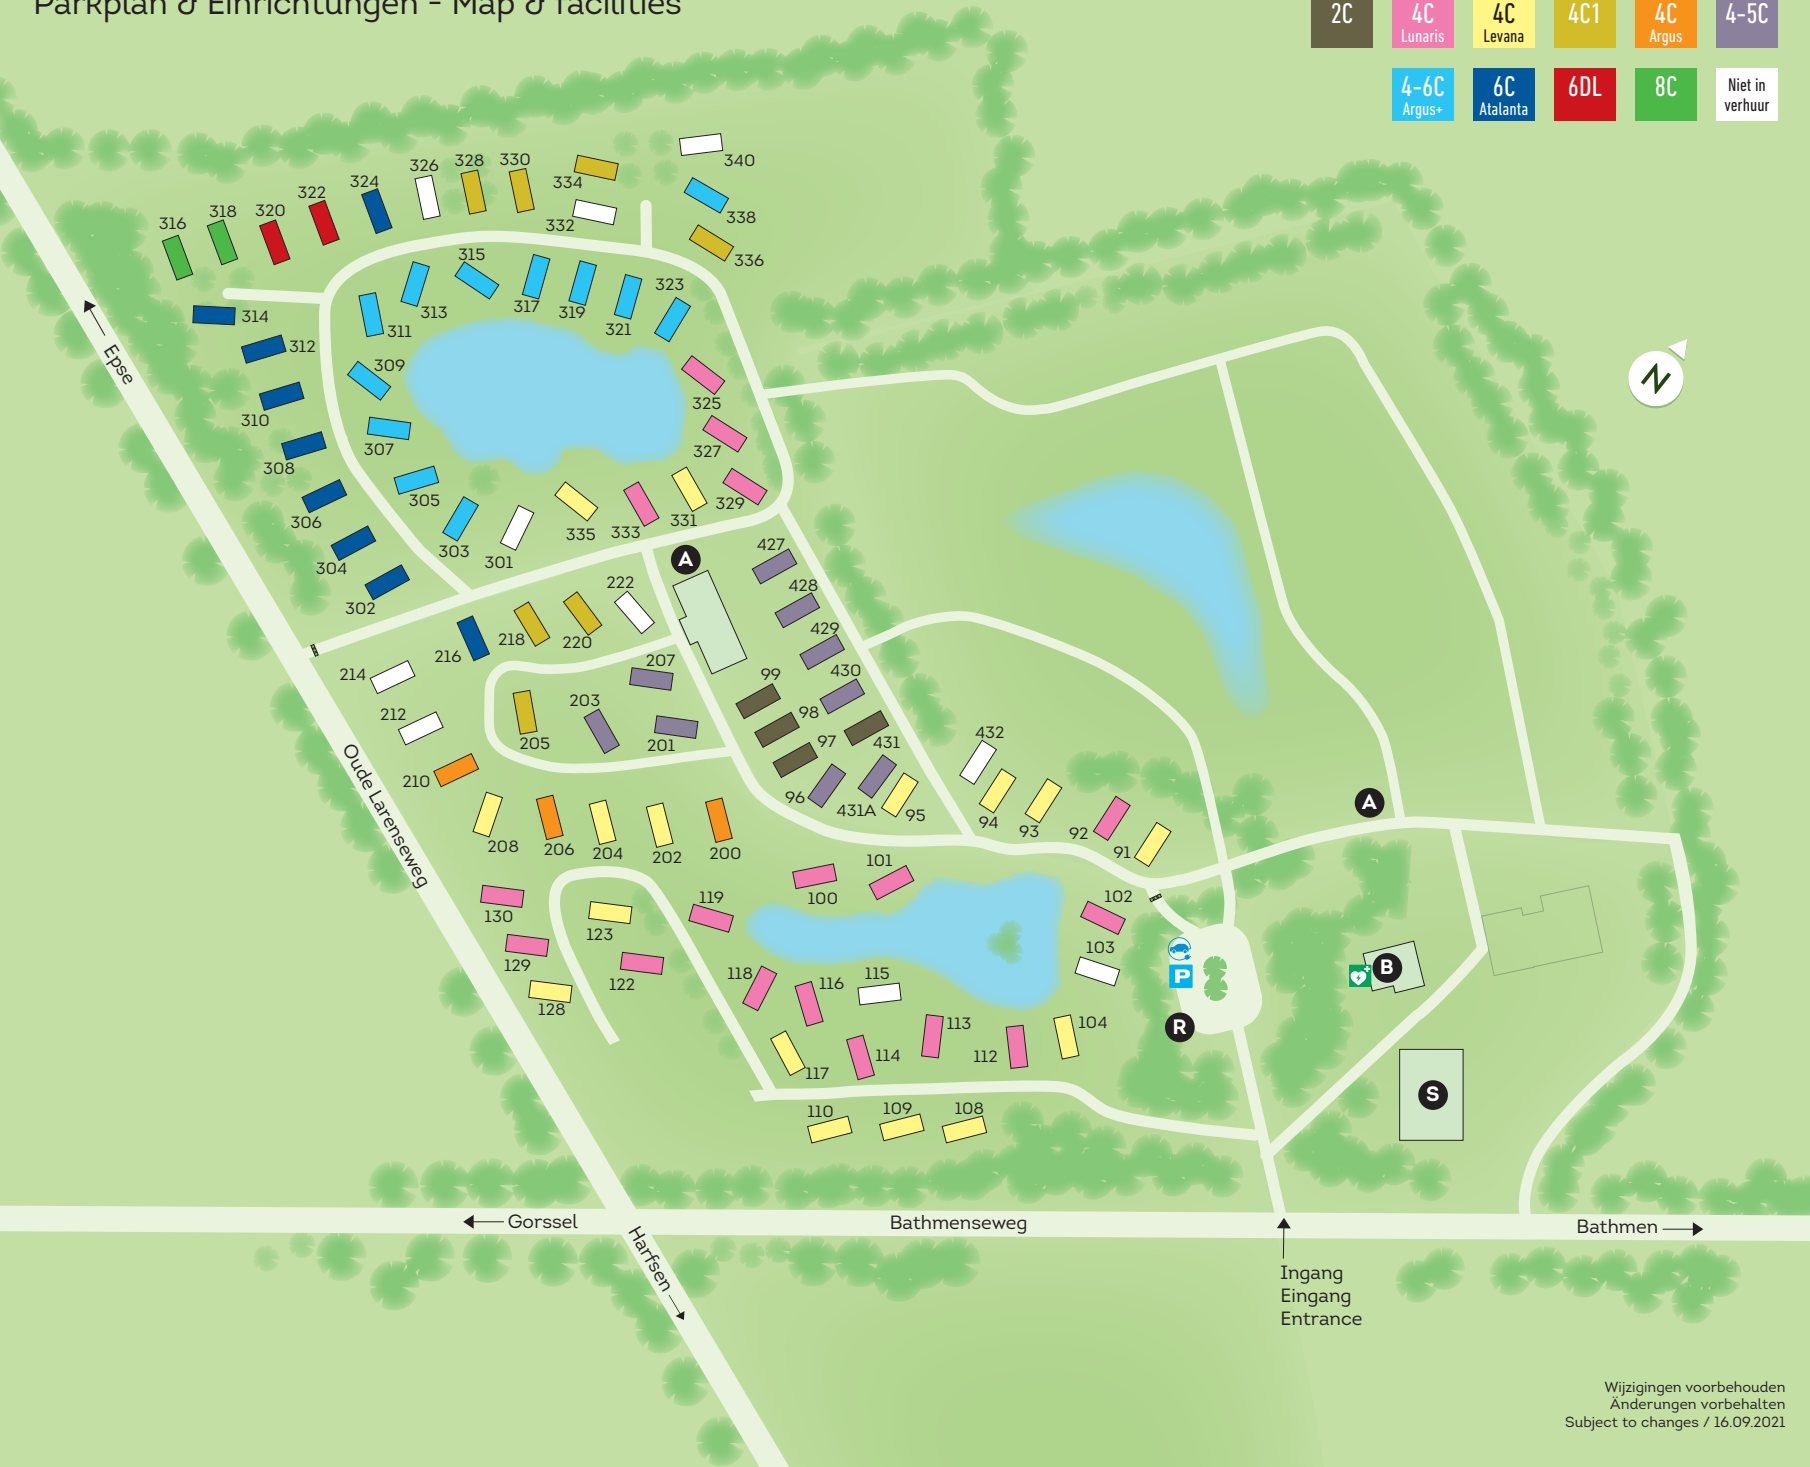 Parkplan & Einrichtungen - Map & facilities
2C
4C
Lunaris
4C
Levana
4C1
4C
Argus
4-5C
4-6C
Argus+
6C
Atalanta
6DL
8C
Niet in
verhuur
340
334
332
338
336
330
328
326
324
322
320
318
316
315
313
311
317
319
321
323
314
312
310
308
306
304
302
309
307
305
303
301
335
333
331
329
327
325
N
Epse
A
427
428
429
430
431
431A
222
220
218
216
214
212
210
207
205
203
201
99
98
97
96
95
432
94
93
92
91
A
208
206
204
202
200
Oude Larenseweg
130
129
128
123
122
119
118
117
116
115
114
113
112
100
101
102
103
104
P
R
B
S
110
109
108
Gorssel
Bathmenseweg
Bathmen
Harfsen
Ingang
Eingang
Entrance
Wijzigingen voorbehouden
Änderungen vorbehalten
Subject to changes / 16.09.2021